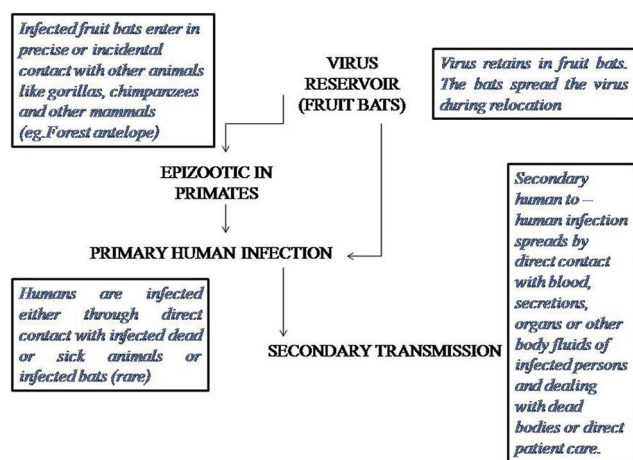 Infected fruit bats enter in
precise or incidental
contact with other animals
like gorillas, chimpanzees
and other mammals
(eg.Forest antelope)
VIRUS
RESERVOIR
(FRUIT BATS)
Virus retains in fruit bats.
The bats spread the virus
during relocation
EPIZOOTIC IN
PRIMATES
PRIMARY HUMAN INFECTION
Humans are infected
either through direct
contact with infected dead
or sick animals or
infected bats (rare)
SECONDARY TRANSMISSION
Secondary
human to –
human infection
spreads by
direct contact
with blood,
secretions,
organs or other
body fluids of
infected persons
and dealing
with dead
bodies or direct
patient care.